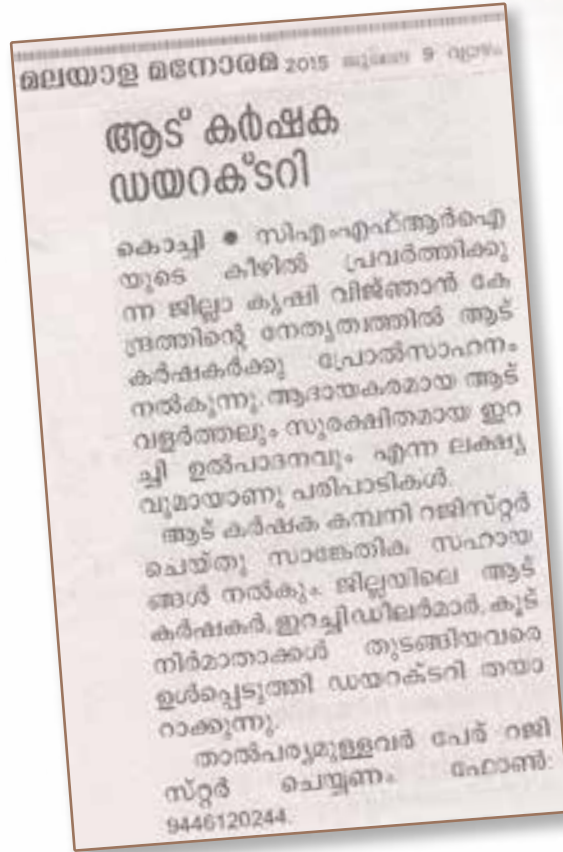 മലയാള മനോരമ 2015 ജൂലൈ 9 വ്യാഴം
ആട് കർഷക
ഡയറക്ടറി
കൊച്ചി ● സിഎംഎഫ്ആർഐ
യുടെ കീഴിൽ പ്രവർത്തിക്കു
ന്ന ജില്ലാ കൃഷി വിജ്ഞാൻ കേ
ന്ദ്രത്തിന്റെ നേതൃത്വത്തിൽ ആട്
കർഷകർക്കു പ്രോൽസാഹനം
നൽകുന്നു. ആദായകരമായ ആട്
വളർത്തലും സുരക്ഷിതമായ ഇറ
ച്ചി ഉൽപാദനവും എന്ന ലക്ഷ്യ
വുമായാണു പരിപാടികൾ.
ആട് കർഷക കമ്പനി റജിസ്റ്റർ
ചെയ്തു സാങ്കേതിക സഹായ
ങ്ങൾ നൽകും. ജില്ലയിലെ ആട്
കർഷകർ, ഇറച്ചി ഡീലർമാർ, കൂട്
നിർമാതാക്കൾ തുടങ്ങിയവരെ
ഉൾപ്പെടുത്തി ഡയറക്ടറി തയാ
റാക്കുന്നു.
താൽപര്യമുള്ളവർ പേര് റജി
സ്റ്റർ ചെയ്യണം. ഫോൺ:
9446120244.